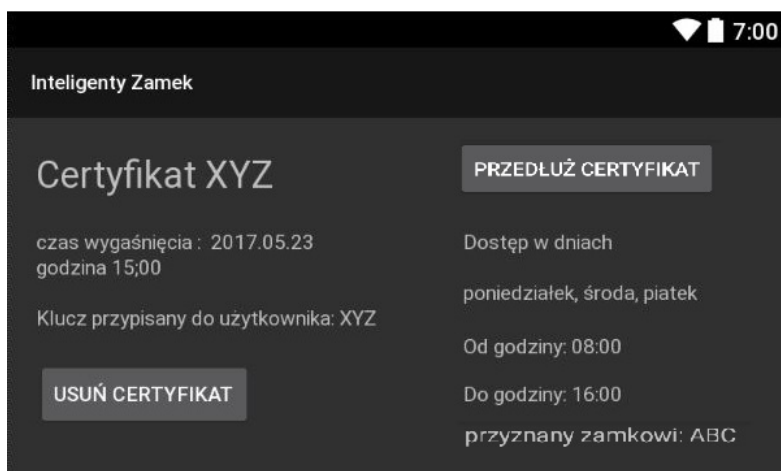 7:00
Inteligenty Zamek
Certyfikat XYZ
czas wygaśnięcia : 2017.05.23
godzina 15;00
Klucz przypisany do użytkownika: XYZ
USUŃ CERTYFIKAT
PRZEDŁUŻ CERTYFIKAT
Dostęp w dniach
poniedziałek, środa, piatek
Od godziny: 08:00
Do godziny: 16:00
przyznany zamkowi: ABC